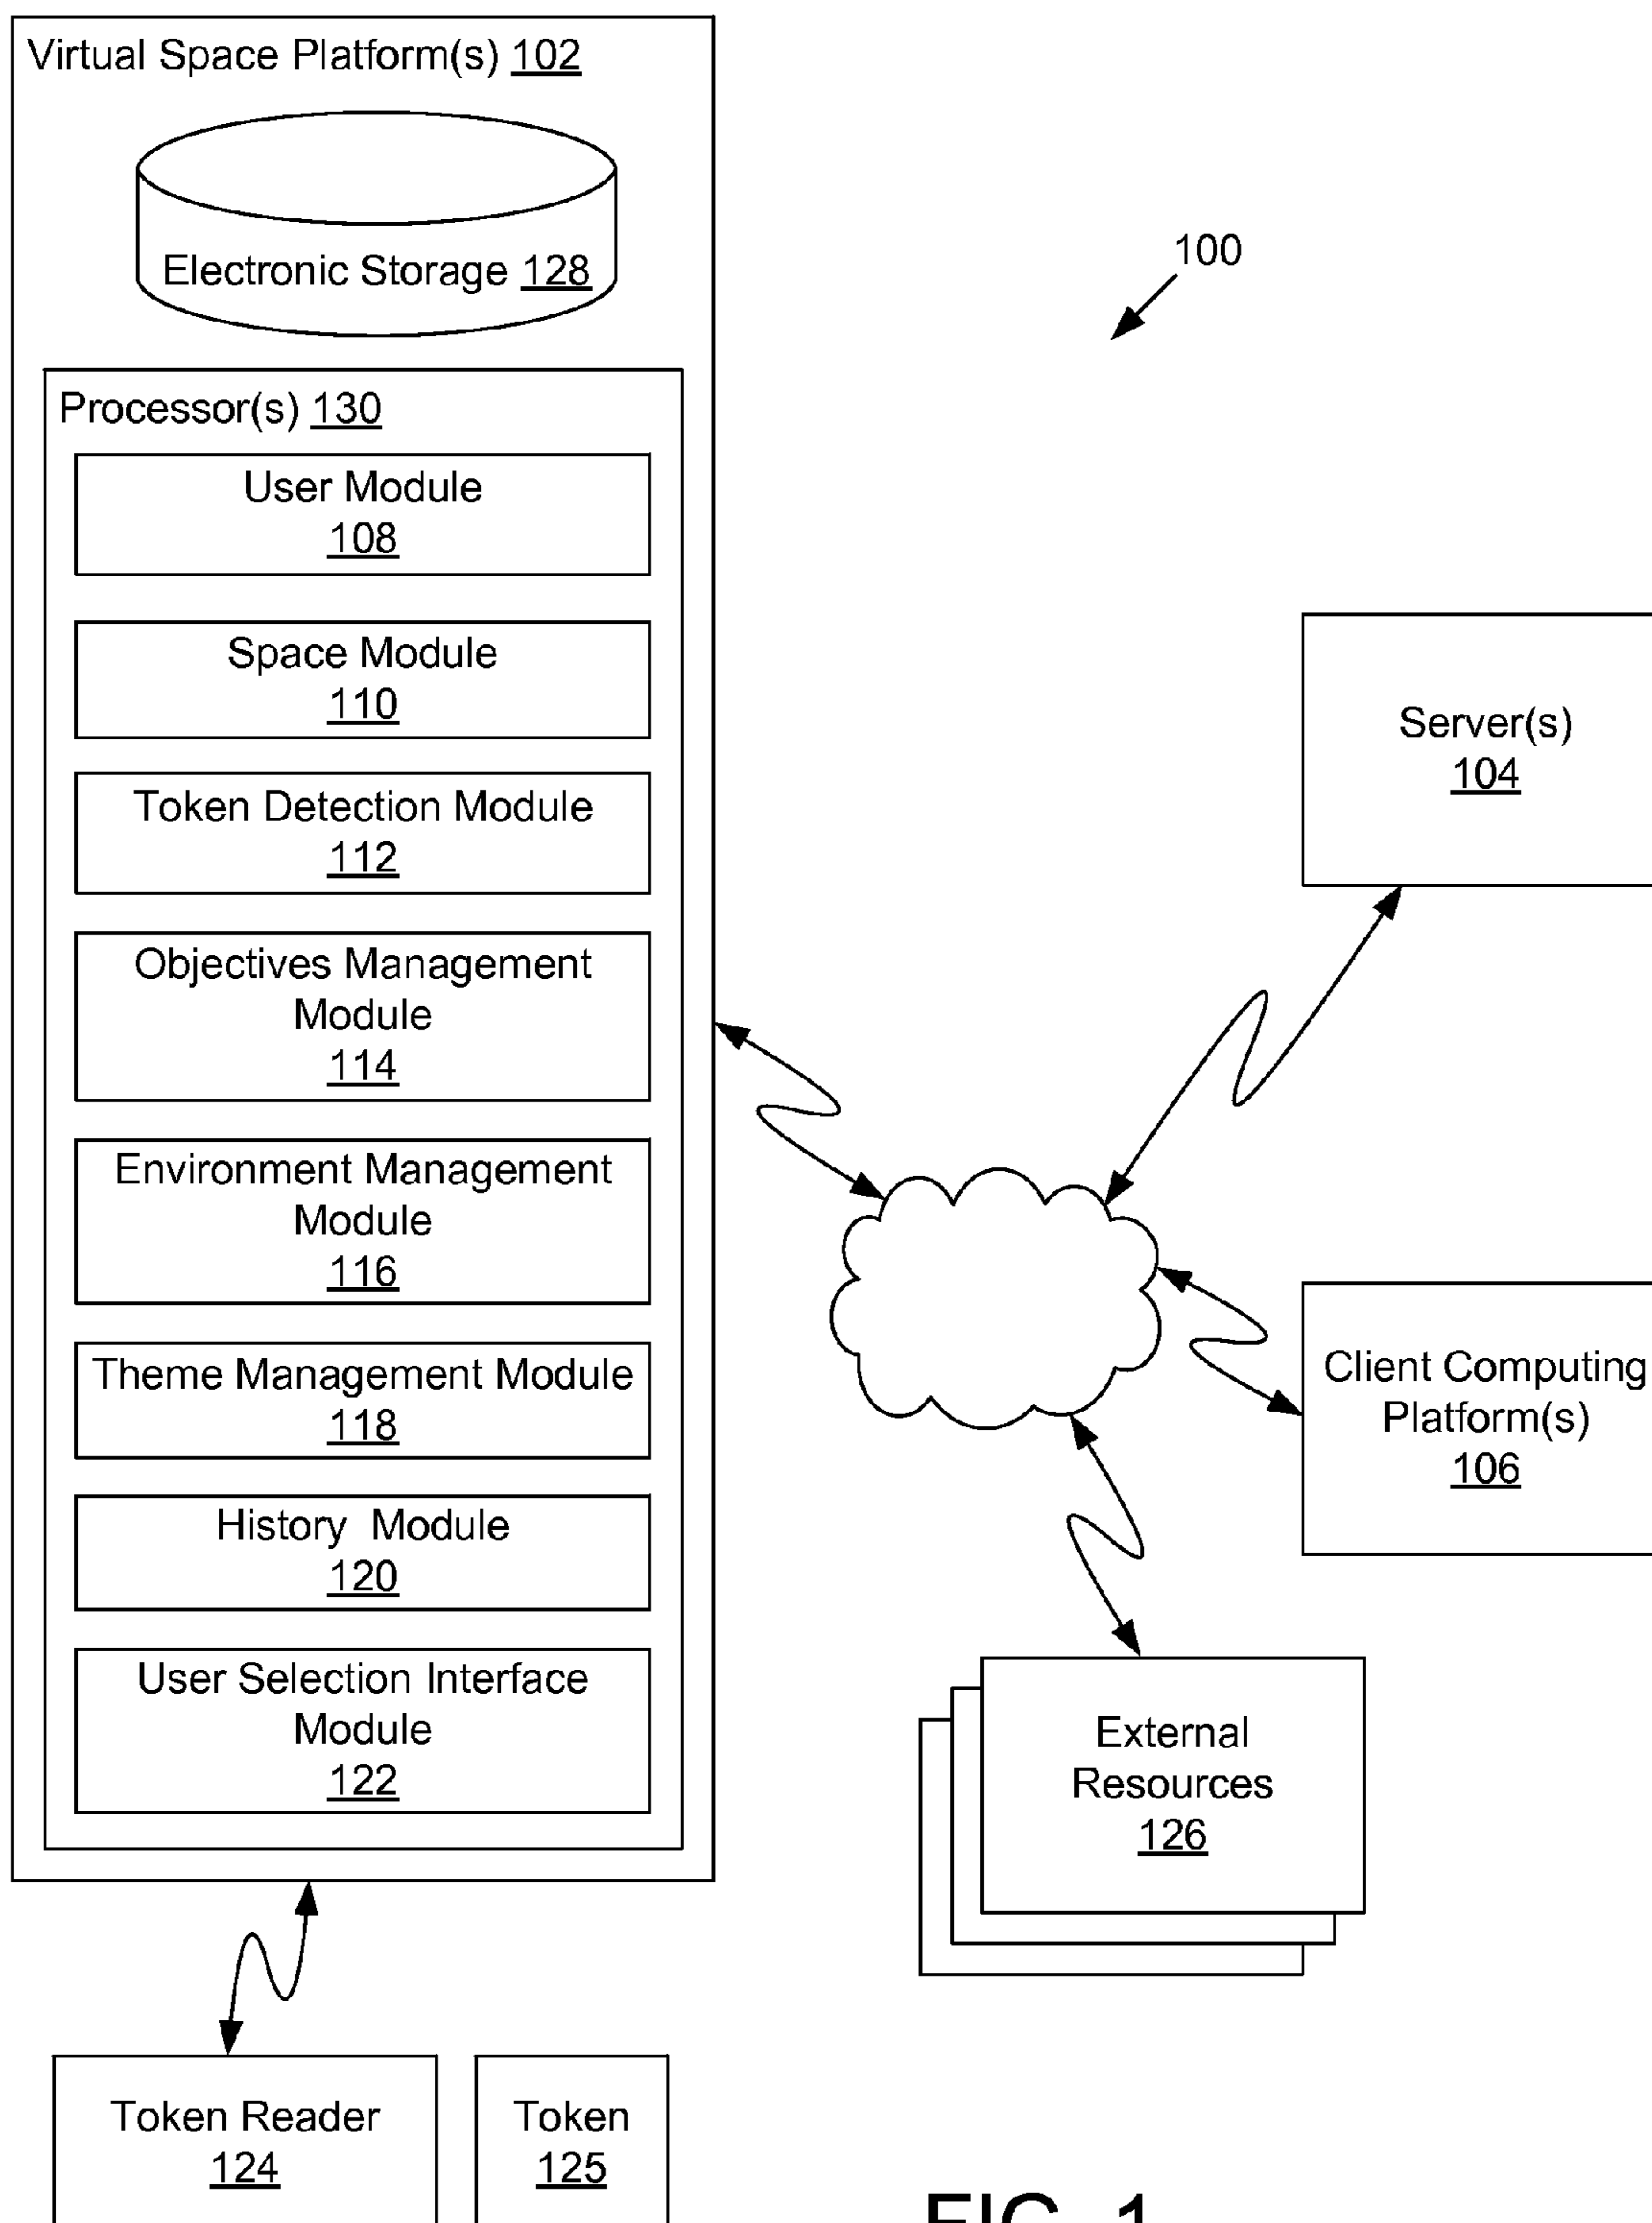 Virtual Space Platform(s) 102
Electronic Storage 128
Processor(s) 130
User Module
108
Space Module
110
Token Detection Module
112
Objectives Management
Module
114
Environment Management
Module
116
Theme Management Module
118
History Module
120
User Selection Interface
Module
122
Token Reader
124
Token
125
100
Server(s)
104
Client Computing
Platform(s)
106
External
Resources
126
FIG. 1